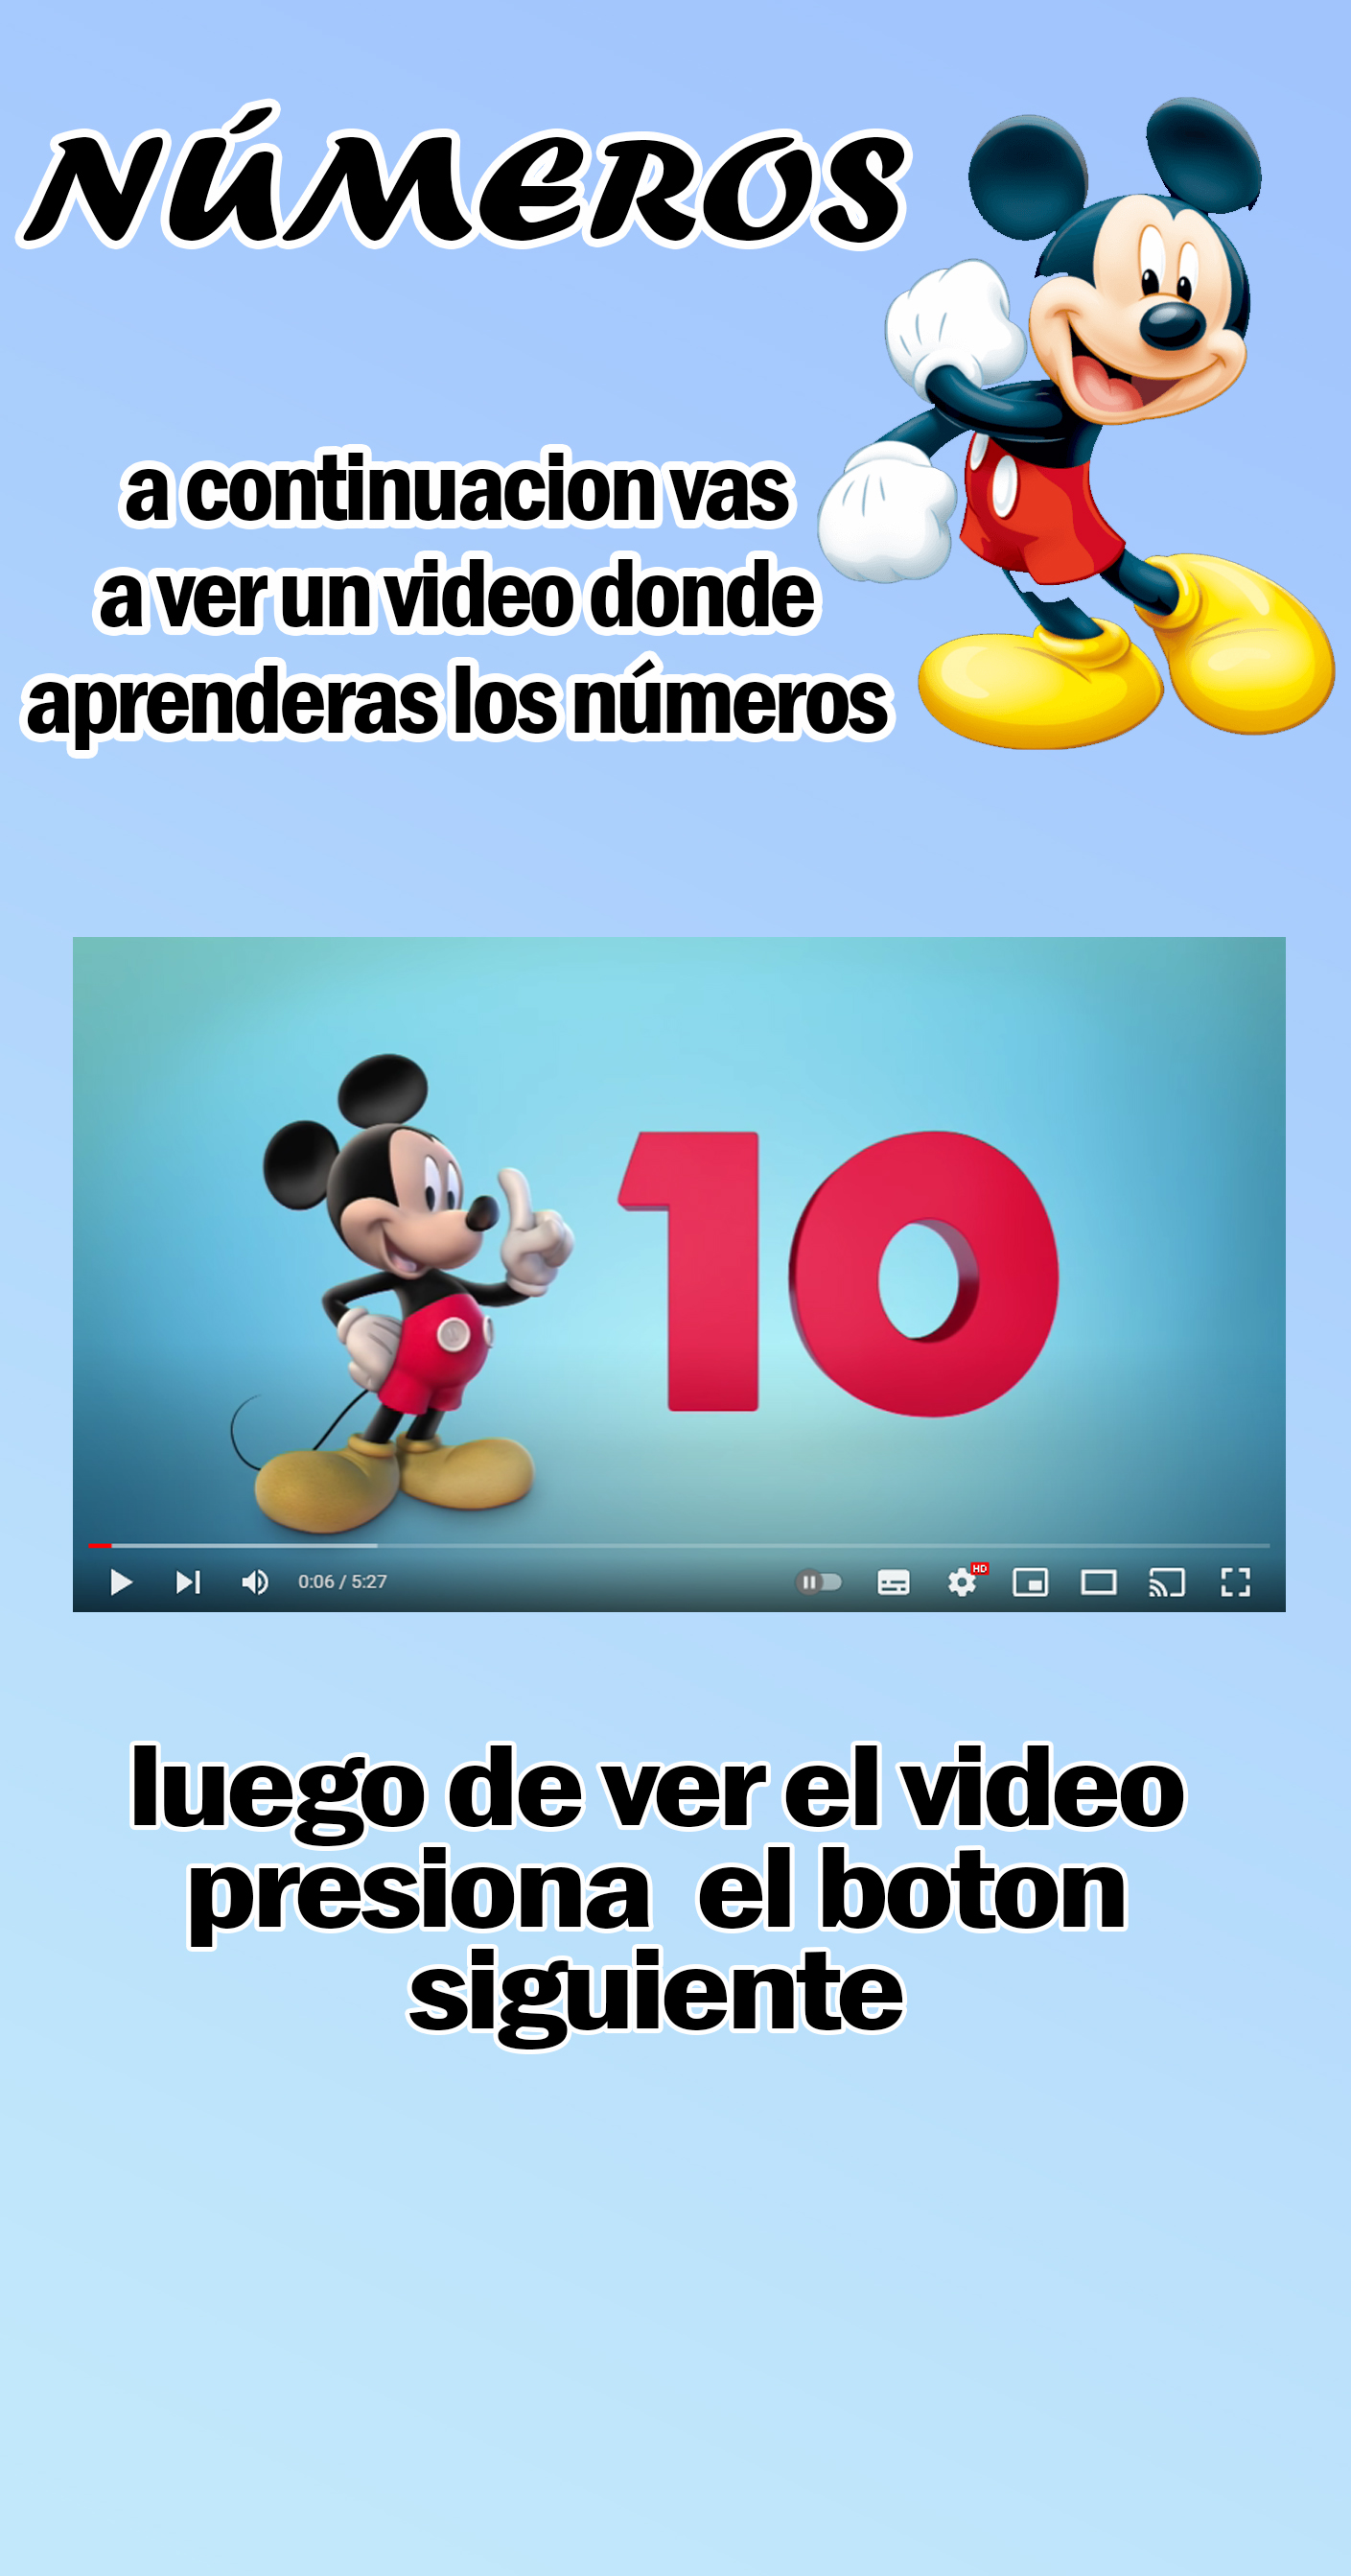 NÚMEROS
a continuacion vas
a ver un video donde
aprenderas los números
10
0:06 / 5:27
HD
luego de ver el video
presiona el boton
siguiente